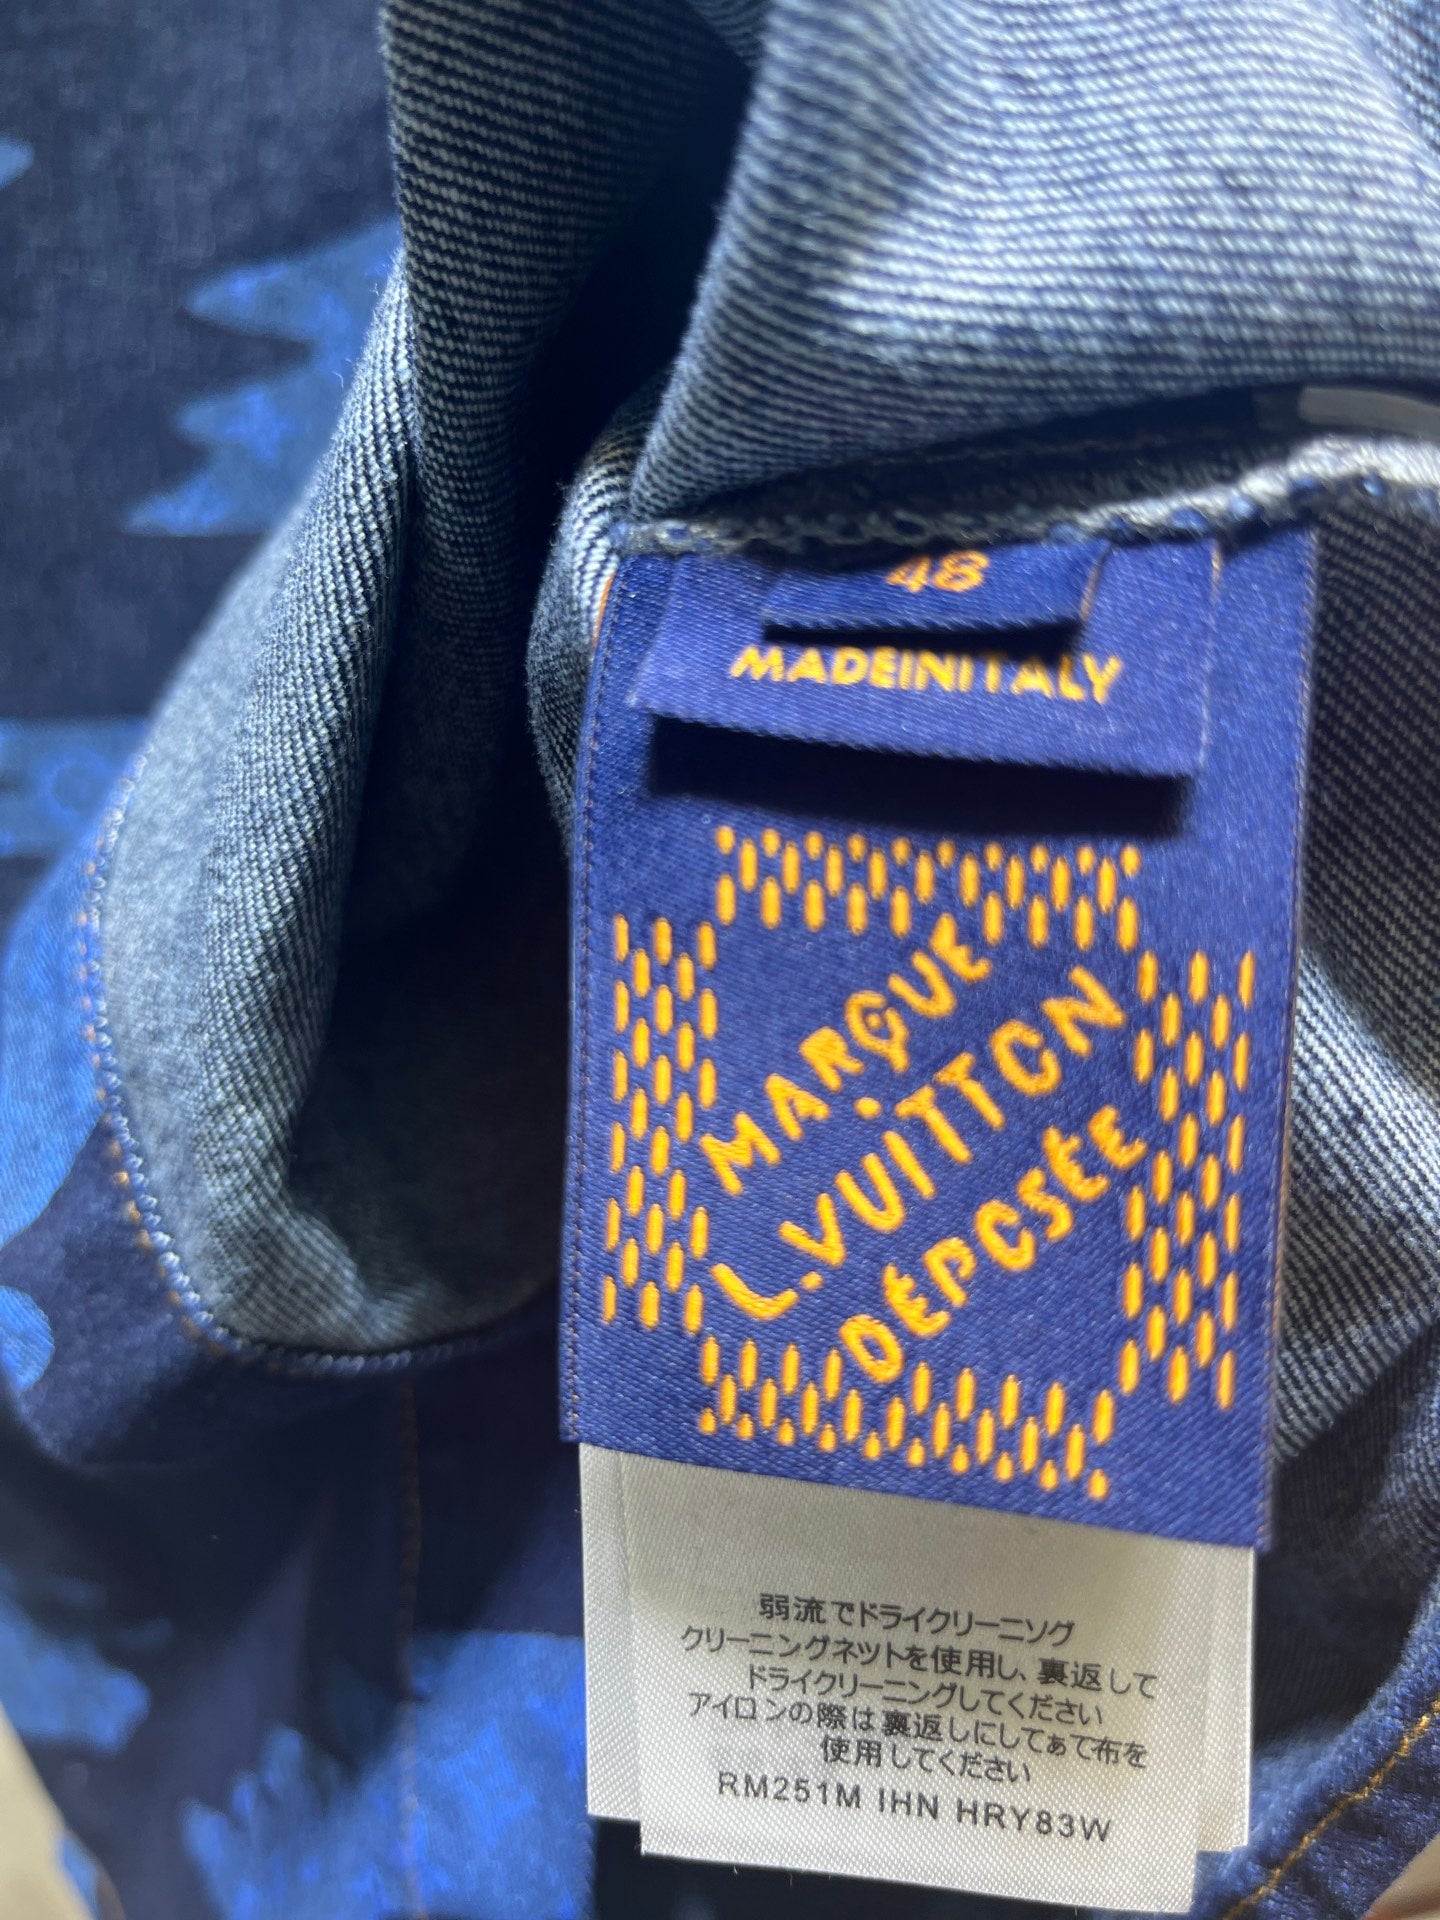 48
MADEINITALY
MARQUE
L.VUITTON
DÉPOSÉE
弱流でドライクリーニソグ
クリーニングネットを使用し、裏返して
ドライクリーニングしてください
アイロンの際は裏返しにしてあて布を
使用してください
RM251M IHN HRY83W